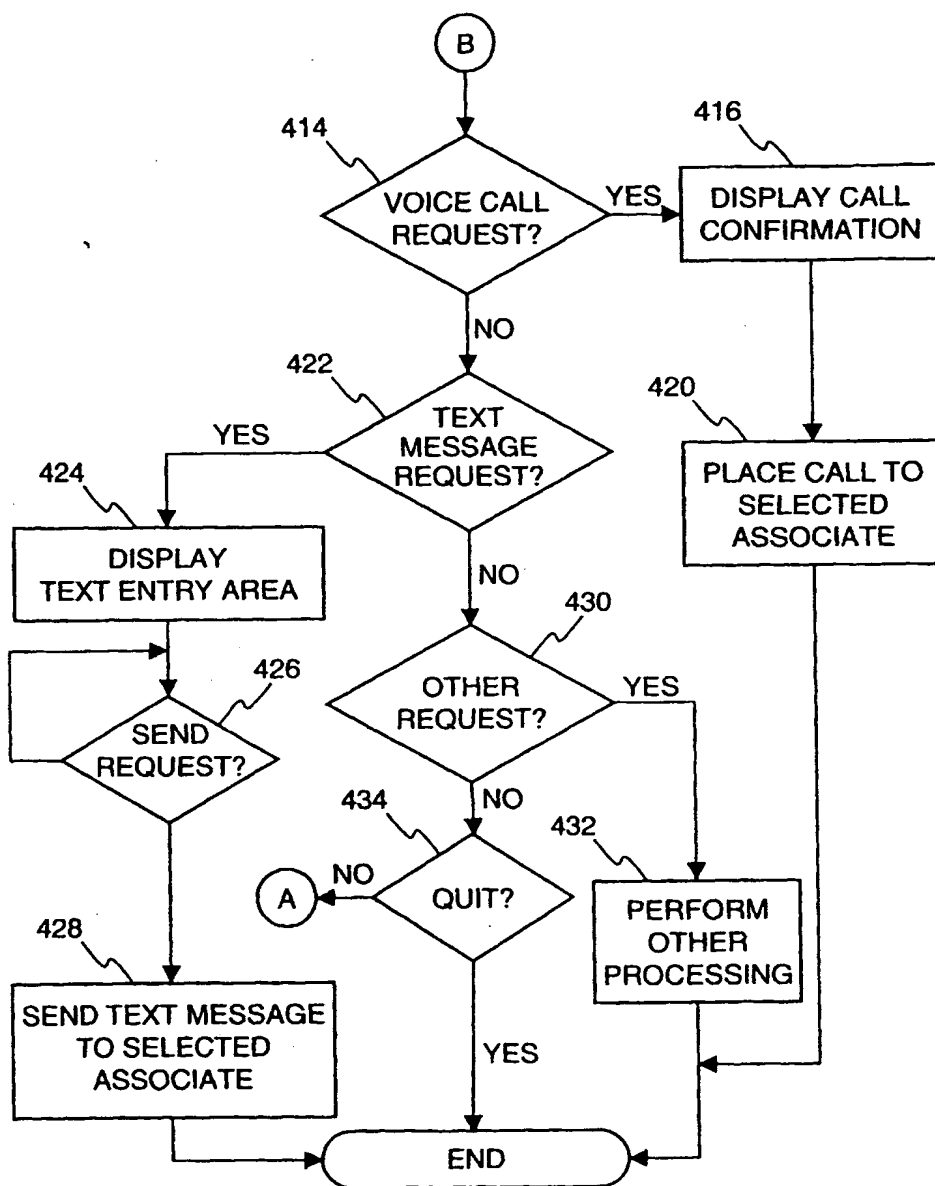 B
414
VOICE CALL
REQUEST?
YES
416
DISPLAY CALL
CONFIRMATION
NO
422
TEXT
MESSAGE
REQUEST?
YES
420
PLACE CALL TO
SELECTED
ASSOCIATE
424
DISPLAY
TEXT ENTRY AREA
NO
430
OTHER
REQUEST?
YES
426
SEND
REQUEST?
NO
434
QUIT?
NO
A
432
PERFORM
OTHER
PROCESSING
428
SEND TEXT MESSAGE
TO SELECTED
ASSOCIATE
YES
END